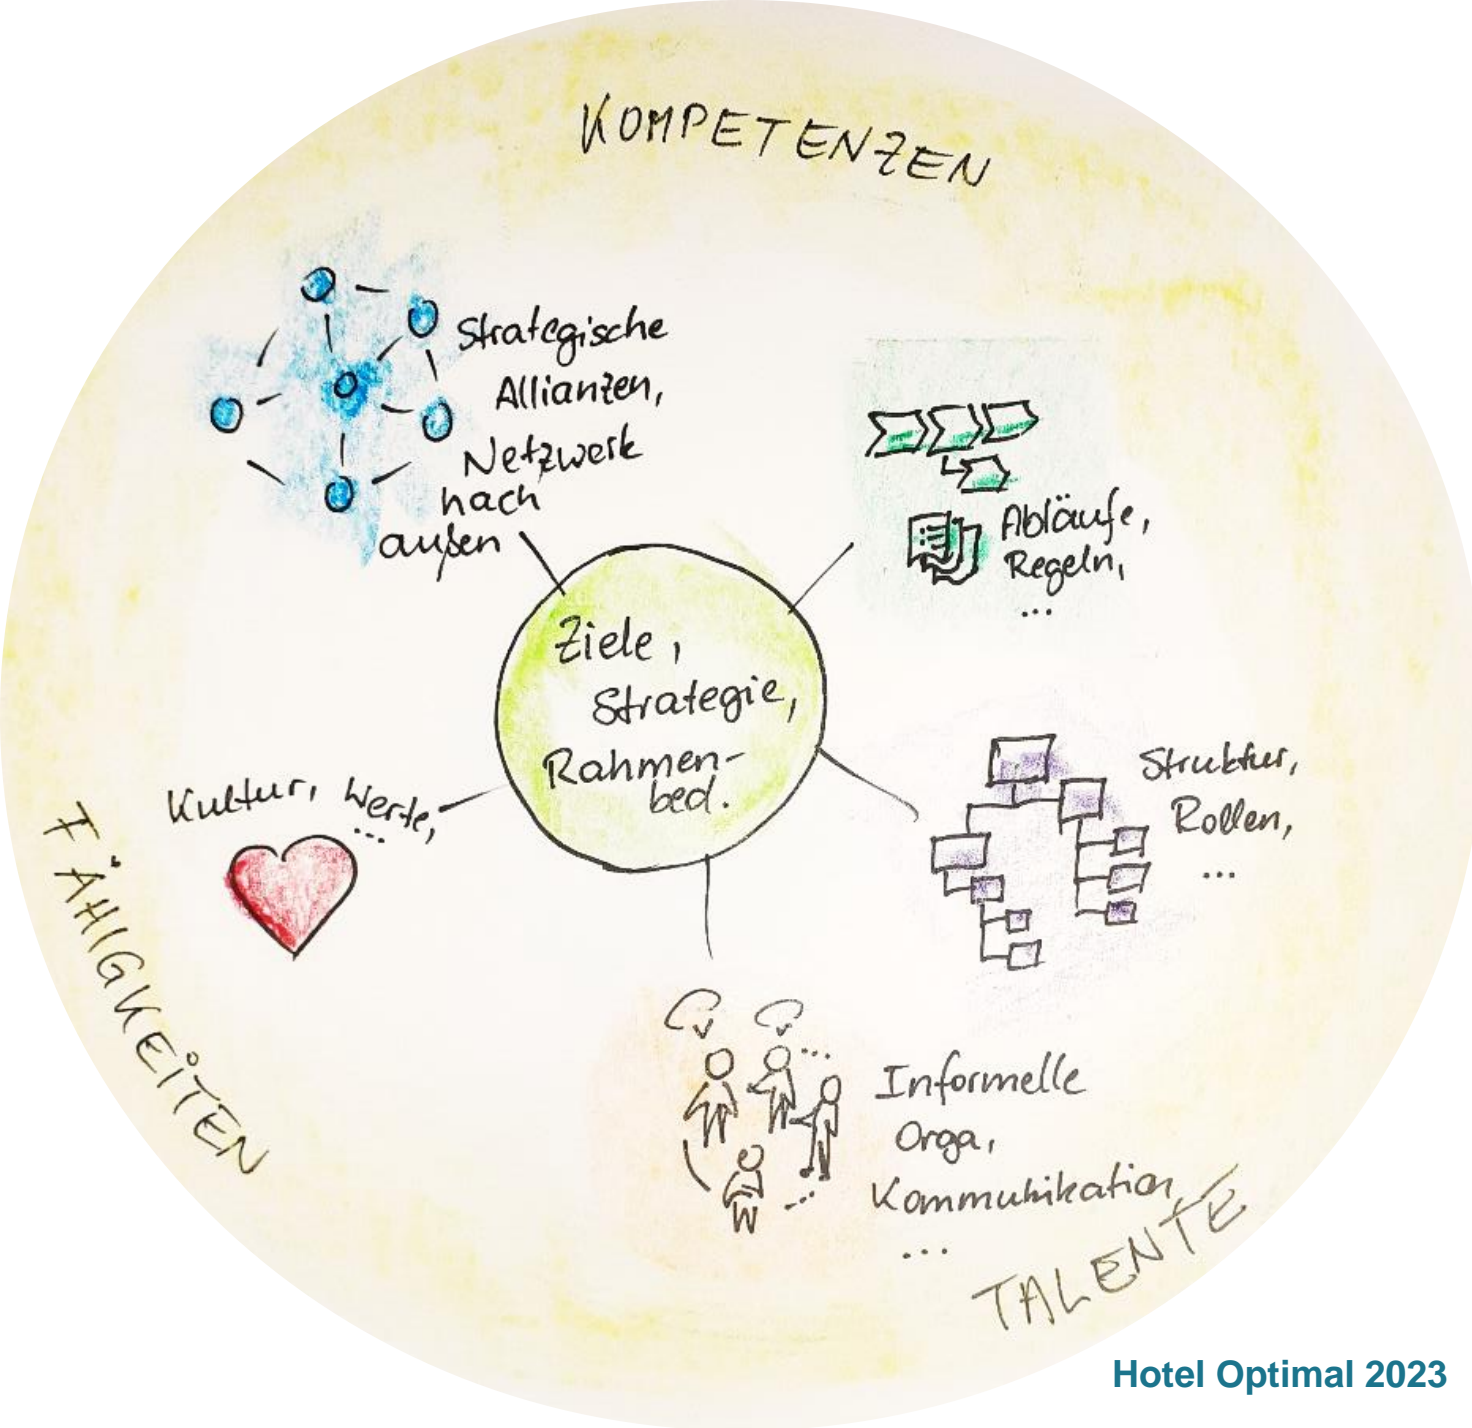 KOMPETENZEN
Strategische
Allianzen,
Netzwerk
nach
außen
Abläufe,
Regeln,
...
Ziele,
Strategie,
Rahmen-
bed.
Struktur,
Rollen,
...
Kultur, Werte,
...
FÄHIGKEITEN
Informelle
Orga,
Kommunikation
...
TALENTE
Hotel Optimal 2023